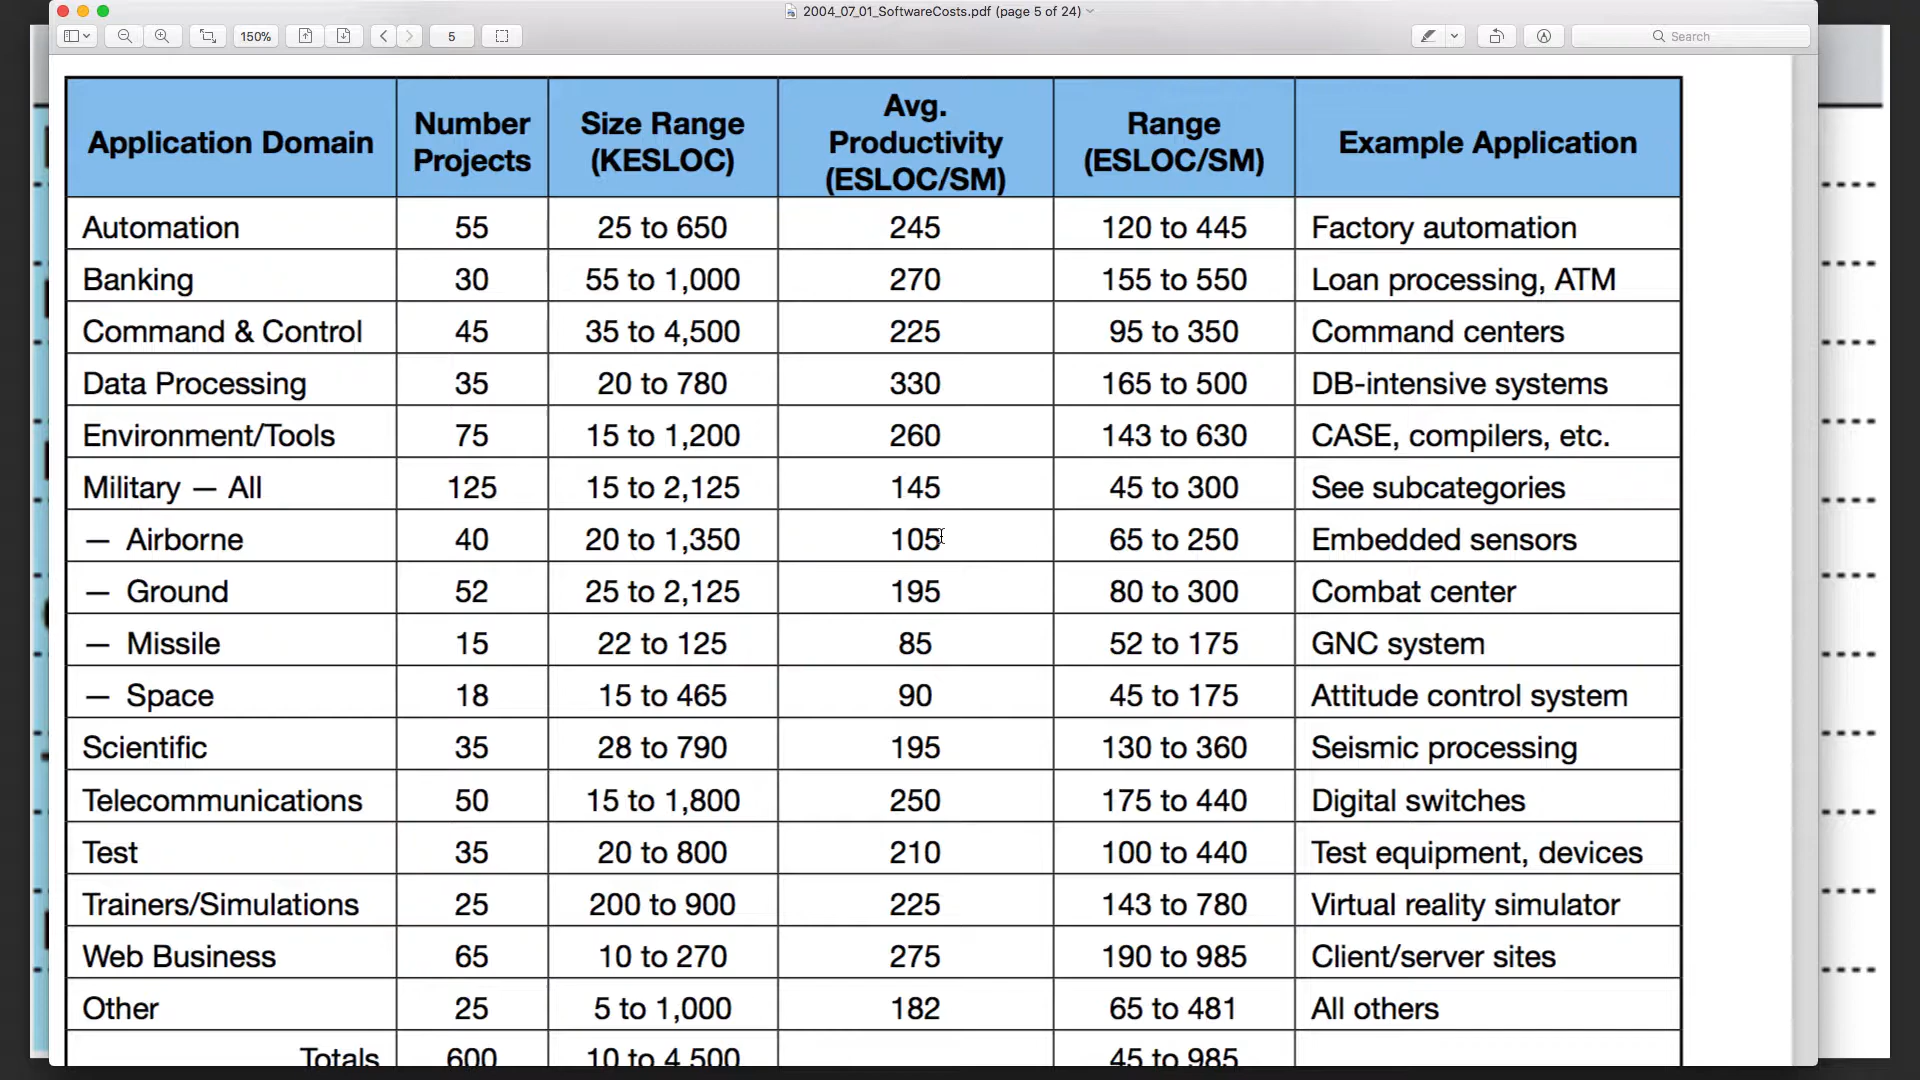 2004_07_01_SoftwareCosts.pdf (page 5 of 24)
150% 5 Search
Application Domain Number Projects Size Range (KESLOC) Avg. Productivity (ESLOC/SM) Range (ESLOC/SM) Example Application
Automation 55 25 to 650 245 120 to 445 Factory automation
Banking 30 55 to 1,000 270 155 to 550 Loan processing, ATM
Command & Control 45 35 to 4,500 225 95 to 350 Command centers
Data Processing 35 20 to 780 330 165 to 500 DB-intensive systems
Environment/Tools 75 15 to 1,200 260 143 to 630 CASE, compilers, etc.
Military — All 125 15 to 2,125 145 45 to 300 See subcategories
— Airborne 40 20 to 1,350 105 65 to 250 Embedded sensors
— Ground 52 25 to 2,125 195 80 to 300 Combat center
— Missile 15 22 to 125 85 52 to 175 GNC system
— Space 18 15 to 465 90 45 to 175 Attitude control system
Scientific 35 28 to 790 195 130 to 360 Seismic processing
Telecommunications 50 15 to 1,800 250 175 to 440 Digital switches
Test 35 20 to 800 210 100 to 440 Test equipment, devices
Trainers/Simulations 25 200 to 900 225 143 to 780 Virtual reality simulator
Web Business 65 10 to 270 275 190 to 985 Client/server sites
Other 25 5 to 1,000 182 65 to 481 All others
Totals 600 10 to 4,500 45 to 985